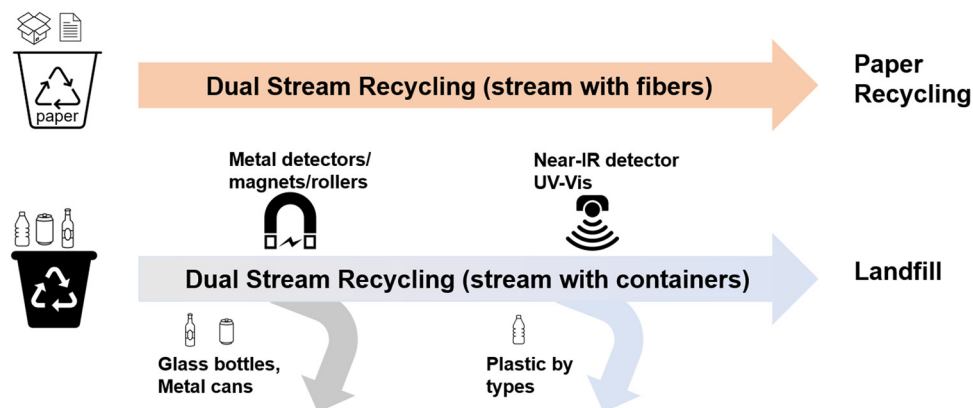 paper
Dual Stream Recycling (stream with fibers)
Paper
Recycling
Metal detectors/
magnets/rollers
Near-IR detector
UV-Vis
Dual Stream Recycling (stream with containers)
Landfill
Glass bottles,
Metal cans
Plastic by
types